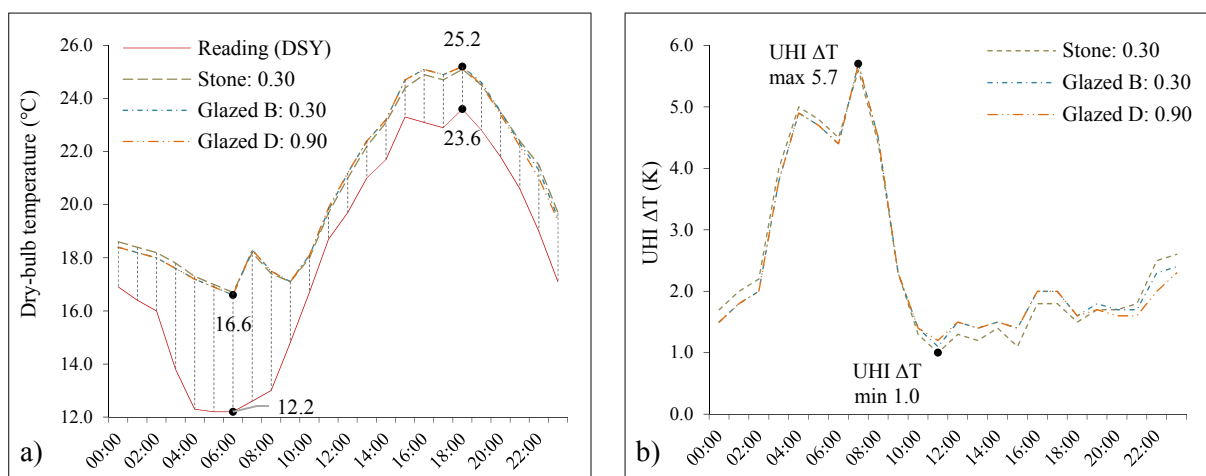 26.0
24.0
22.0
20.0
18.0
16.0
14.0
12.0
Dry-bulb temperature (°C)
Reading (DSY)
Stone: 0.30
Glazed B: 0.30
Glazed D: 0.90
25.2
23.6
16.6
12.2
00:00
02:00
04:00
06:00
08:00
10:00
12:00
14:00
16:00
18:00
20:00
22:00
a)
6.0
5.0
4.0
3.0
2.0
1.0
0.0
UHI ΔT (K)
UHI ΔT
max 5.7
Stone: 0.30
Glazed B: 0.30
Glazed D: 0.90
UHI ΔT
min 1.0
00:00
02:00
04:00
06:00
08:00
10:00
12:00
14:00
16:00
18:00
20:00
22:00
b)